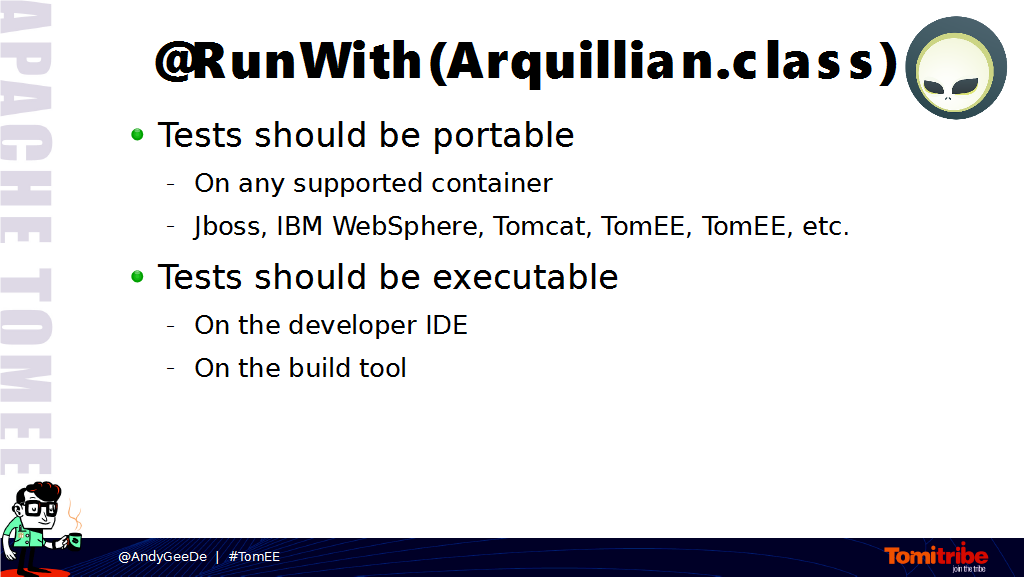 @RunWith(Arquillian.class)
Tests should be portable
- On any supported container
- Jboss, IBM WebSphere, Tomcat, TomEE, TomEE, etc.
Tests should be executable
- On the developer IDE
- On the build tool
APACHE TOMEE
@AndyGeeDe | #TomEE
Tomitribe
join the tribe